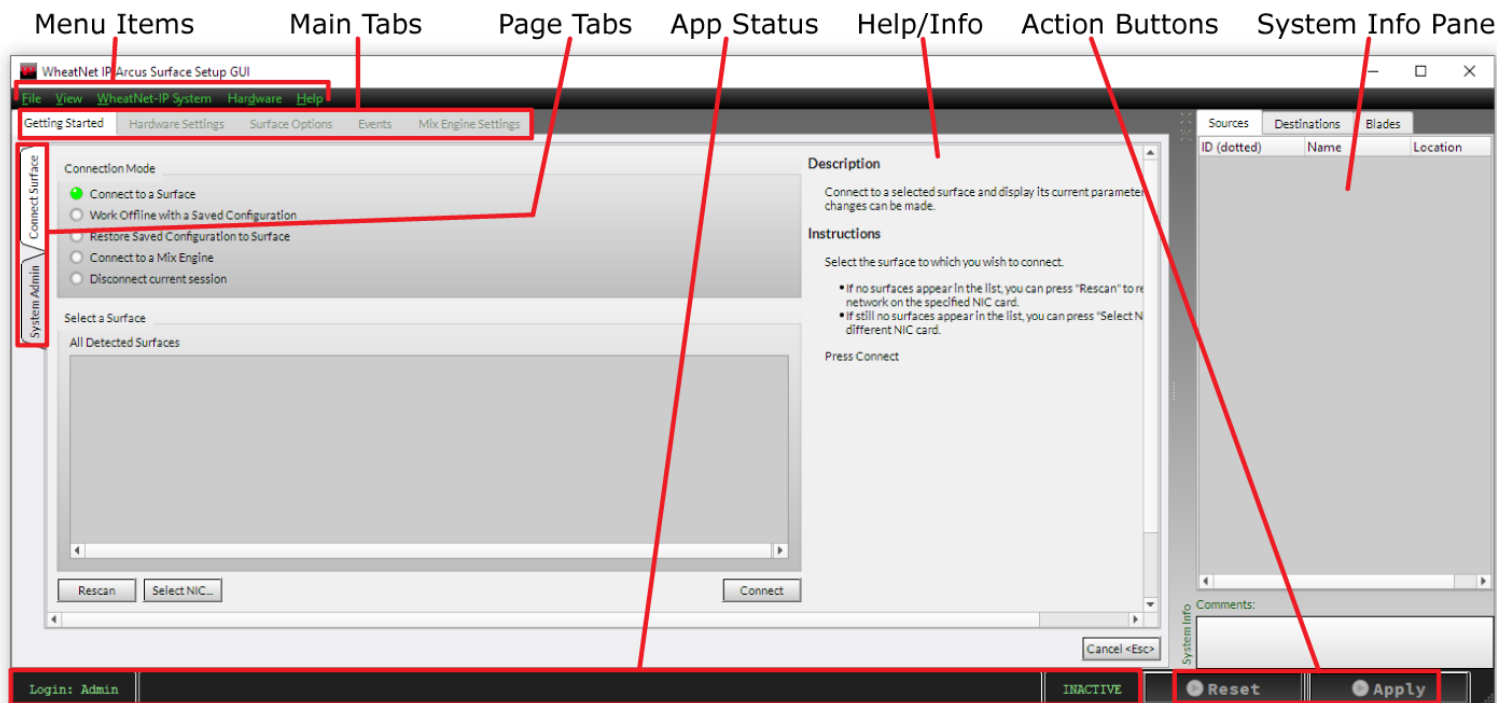 Menu Items Main Tabs Page Tabs App Status Help/Info Action Buttons System Info Pane
WheatNet IP Arcus Surface Setup GUI
File View WheatNet-IP System Hardware Help
Getting Started Hardware Settings Surface Options Events Mix Engine Settings
Connect Surface
System Admin
Connection Mode
Connect to a Surface
Work Offline with a Saved Configuration
Restore Saved Configuration to Surface
Connect to a Mix Engine
Disconnect current session
Select a Surface
All Detected Surfaces
Rescan Select NIC... Connect
Description
Connect to a selected surface and display its current parameter
changes can be made.
Instructions
Select the surface to which you wish to connect.
• If no surfaces appear in the list, you can press "Rescan" to re
network on the specified NIC card.
• If still no surfaces appear in the list, you can press "Select N
different NIC card.
Press Connect
Cancel <Esc>
Sources Destinations Blades
ID (dotted) Name Location
System Info
Comments:
Login: Admin INACTIVE Reset Apply